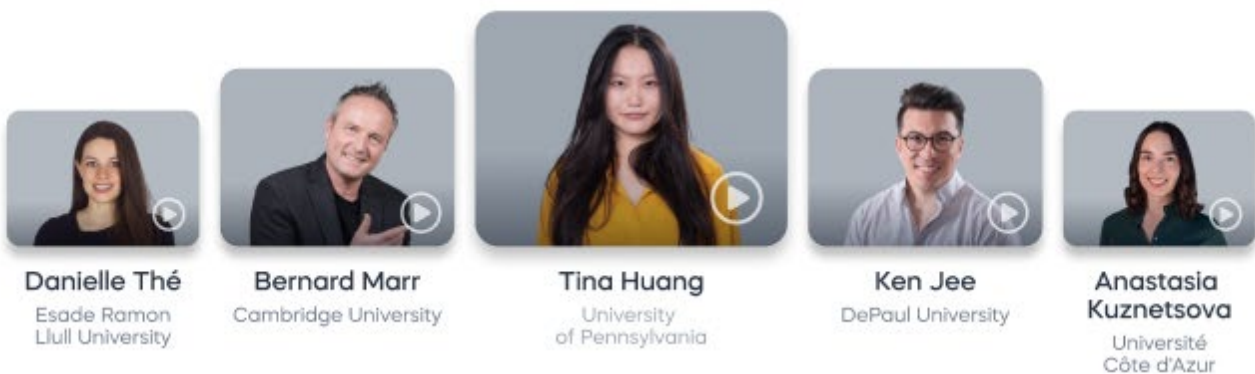 Danielle Thé
Esade Ramon
Llull University
Bernard Marr
Cambridge University
Tina Huang
University
of Pennsylvania
Ken Jee
DePaul University
Anastasia
Kuznetsova
Université
Côte d'Azur